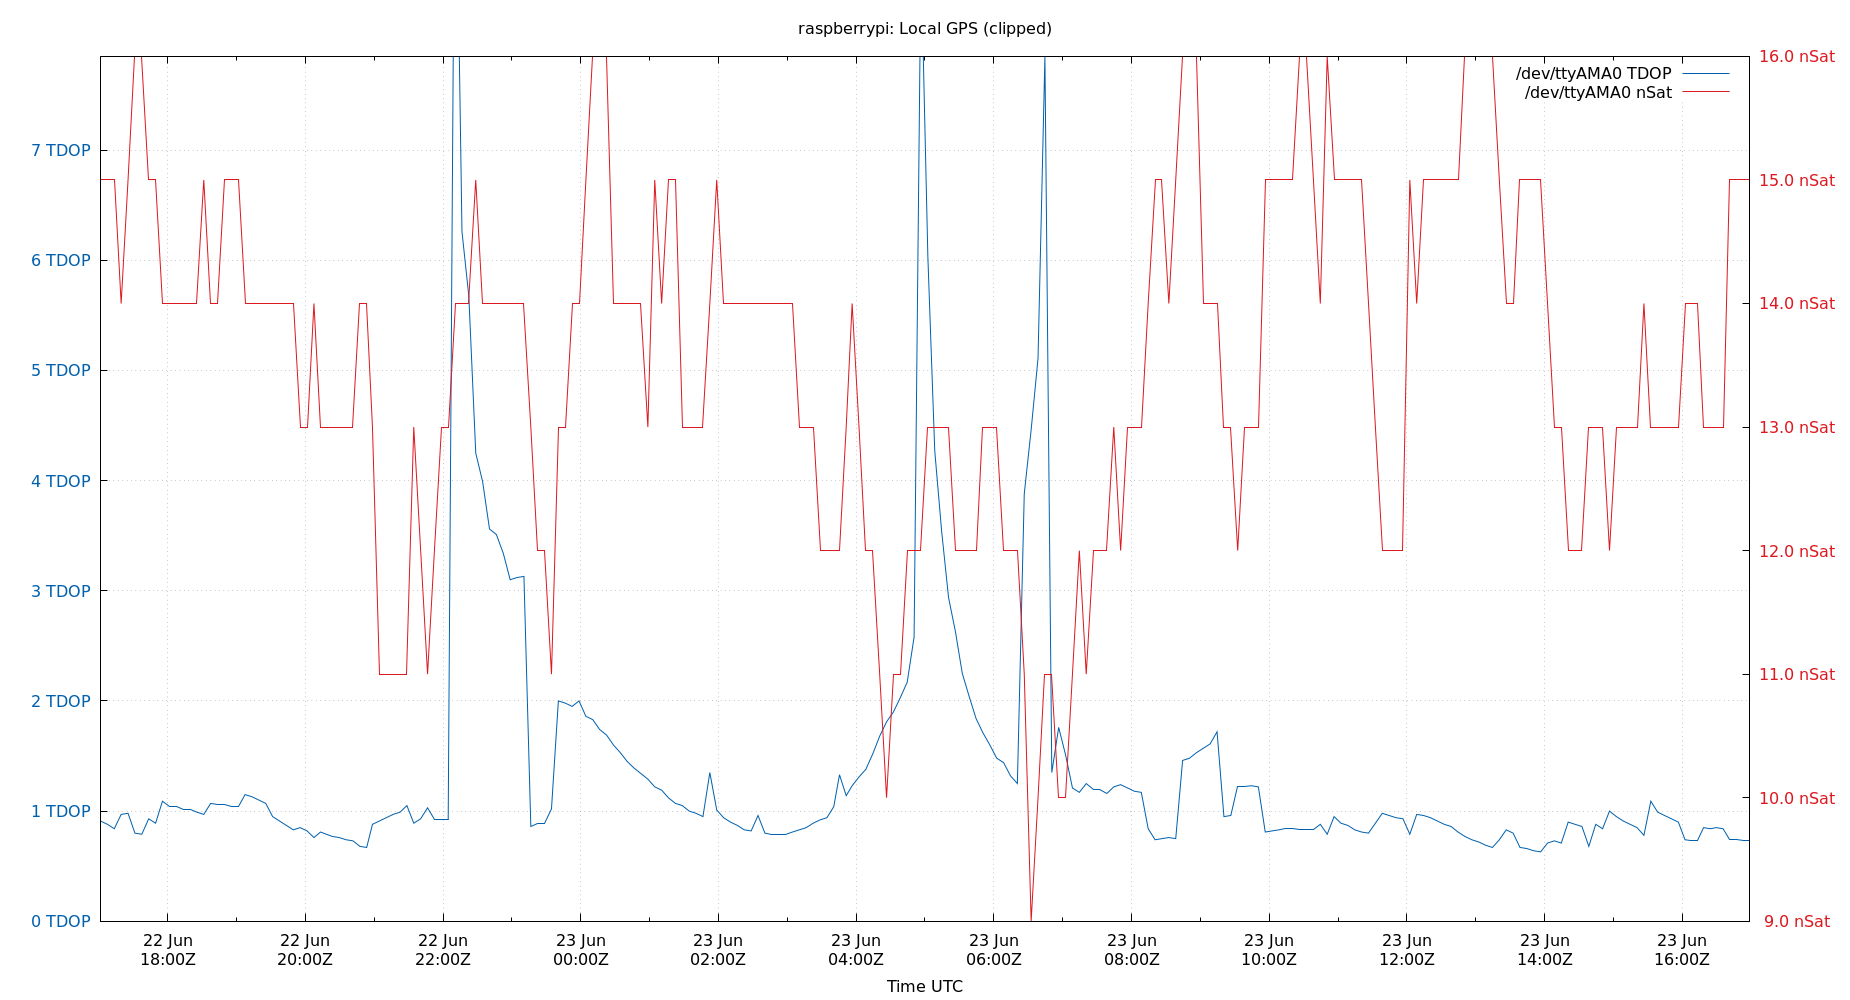 raspberrypi: Local GPS (clipped)
/dev/ttyAMA0 TDOP
/dev/ttyAMA0 nSat
7 TDOP
6 TDOP
5 TDOP
4 TDOP
3 TDOP
2 TDOP
1 TDOP
0 TDOP
16.0 nSat
15.0 nSat
14.0 nSat
13.0 nSat
12.0 nSat
11.0 nSat
10.0 nSat
9.0 nSat
22 Jun 18:00Z
22 Jun 20:00Z
22 Jun 22:00Z
23 Jun 00:00Z
23 Jun 02:00Z
23 Jun 04:00Z
23 Jun 06:00Z
23 Jun 08:00Z
23 Jun 10:00Z
23 Jun 12:00Z
23 Jun 14:00Z
23 Jun 16:00Z
Time UTC